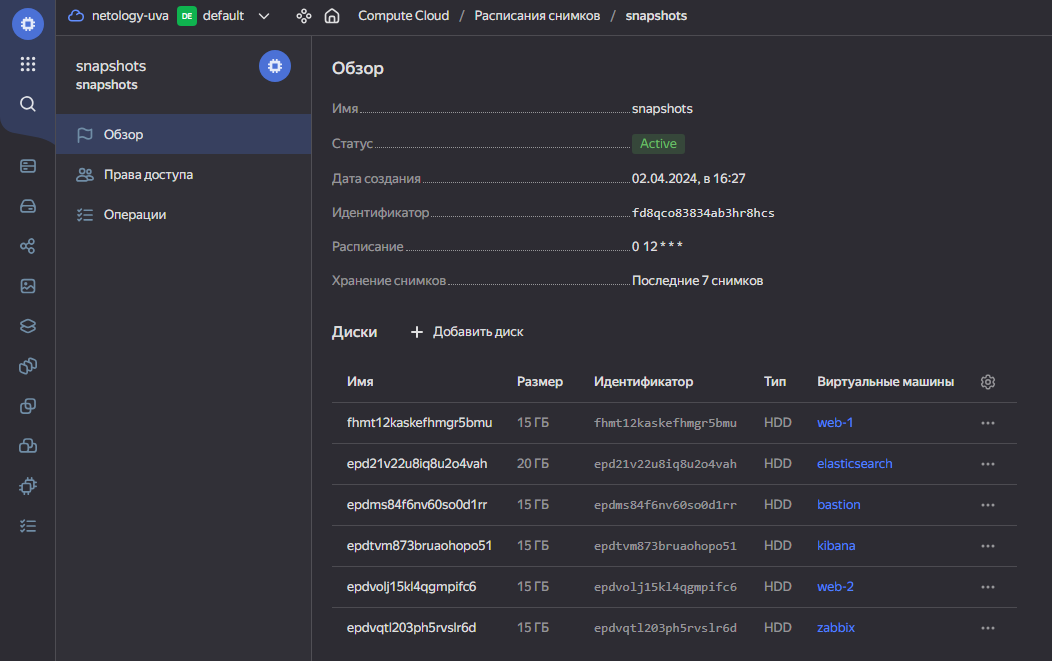 netology-uva DE default Compute Cloud / Расписания снимков / snapshots
snapshots
snapshots
Обзор
Права доступа
Операции
Обзор
Имя snapshots
Статус Active
Дата создания 02.04.2024, в 16:27
Идентификатор fd8qco83834ab3hr8hcs
Расписание 0 12 * * *
Хранение снимков Последние 7 снимков
Диски + Добавить диск
Имя Размер Идентификатор Тип Виртуальные машины
fhmt12kaskefhmgr5bmu 15 ГБ fhmt12kaskefhmgr5bmu HDD web-1
epd21v22u8iq8u2o4vah 20 ГБ epd21v22u8iq8u2o4vah HDD elasticsearch
epdms84f6nv60so0d1rr 15 ГБ epdms84f6nv60so0d1rr HDD bastion
epdtvm873bruaohopo51 15 ГБ epdtvm873bruaohopo51 HDD kibana
epdvolj15kl4qgmpifc6 15 ГБ epdvolj15kl4qgmpifc6 HDD web-2
epdvqtl203ph5rvslr6d 15 ГБ epdvqtl203ph5rvslr6d HDD zabbix